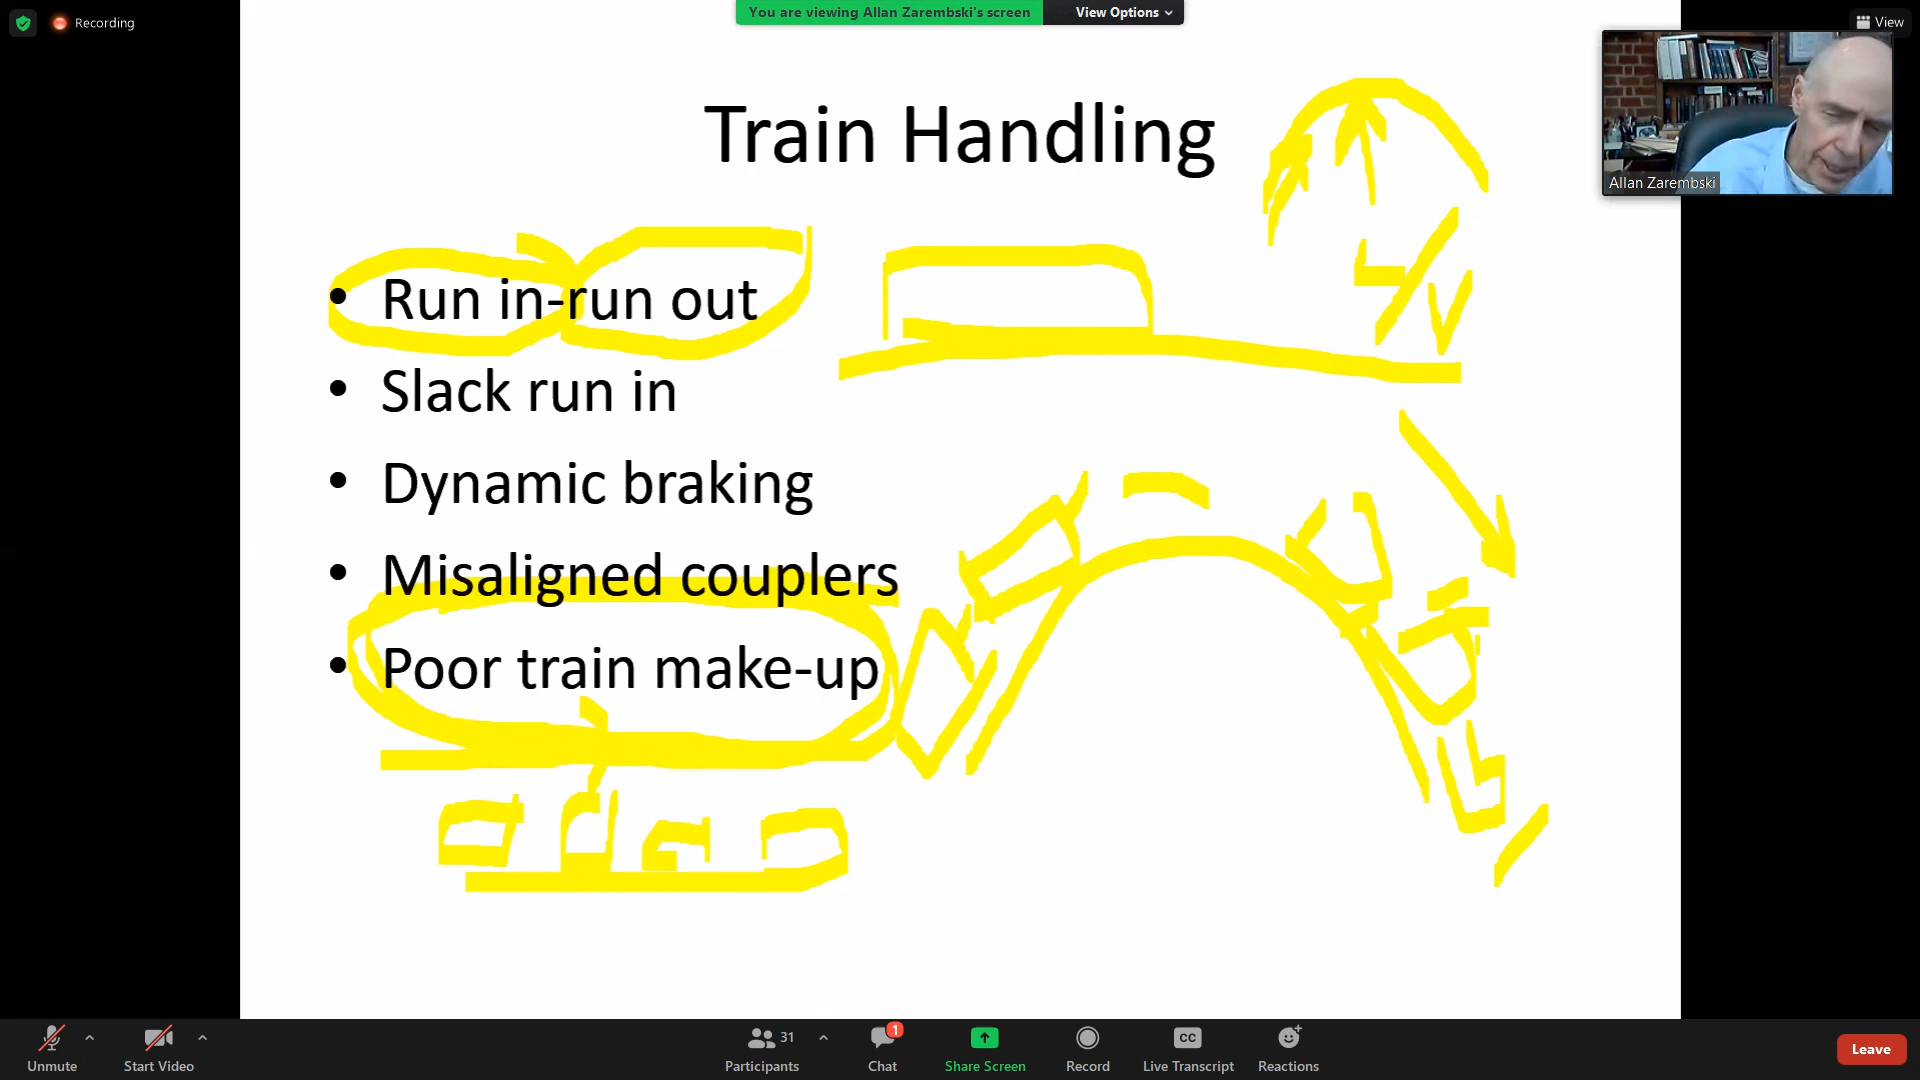 Recording
You are viewing Allan Zarembski's screen
View Options
View
Train Handling
Allan Zarembski
L/V
• Run in-run out
• Slack run in
• Dynamic braking
• Misaligned couplers
• Poor train make-up
Unmute
Start Video
31
Participants
1
Chat
Share Screen
Record
CC
Live Transcript
Reactions
Leave